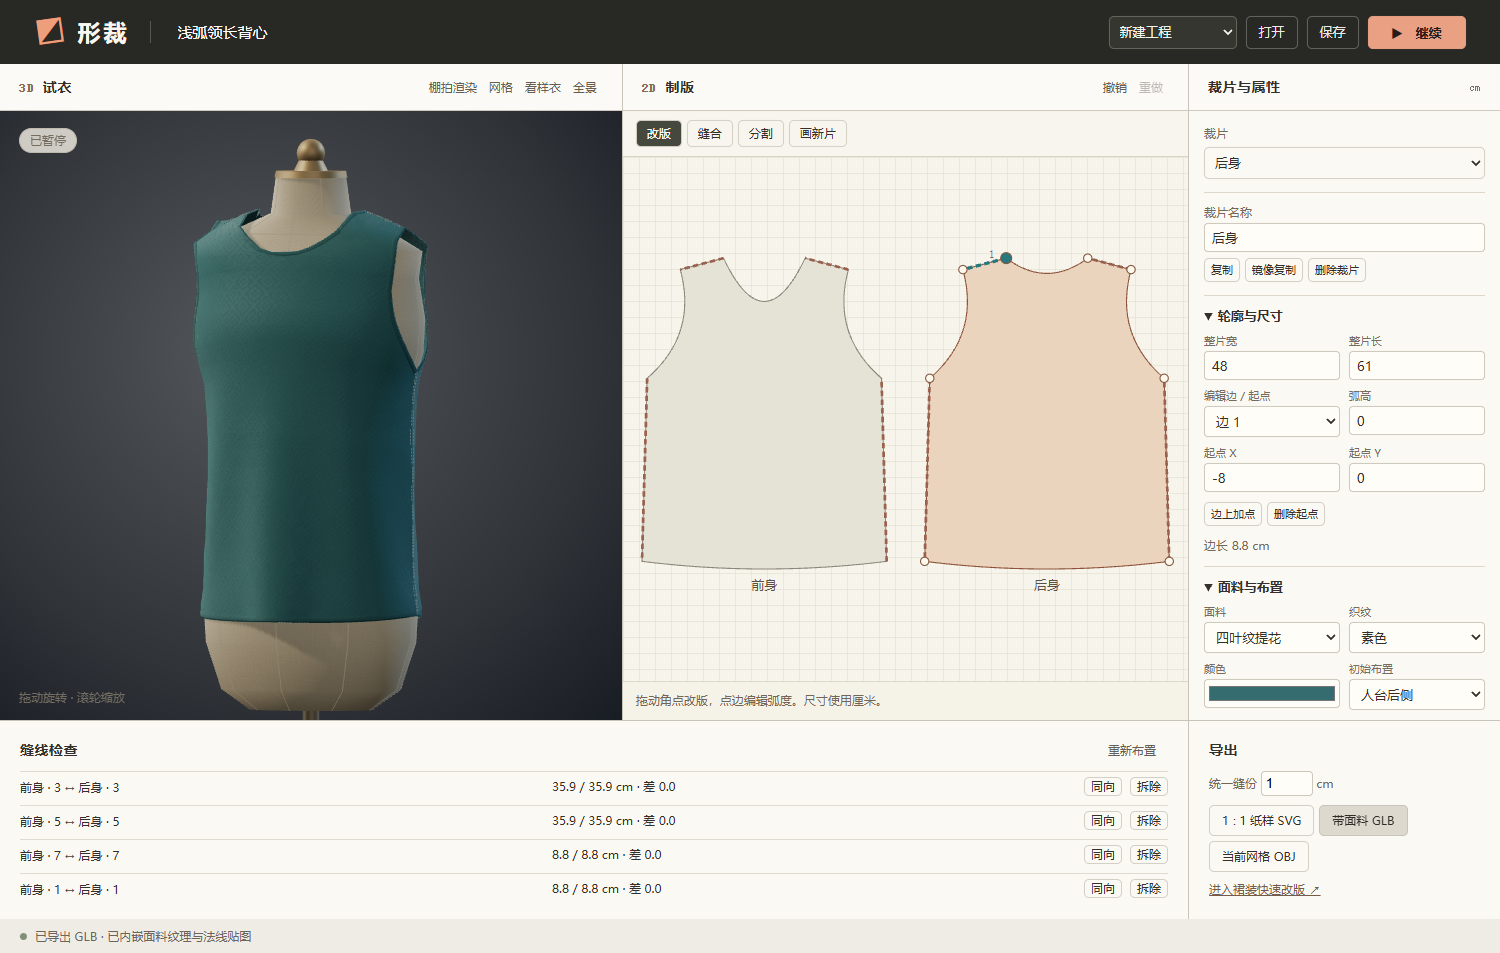 形裁
浅弧领长背心
新建工程
打开
保存
继续
3D 试衣
棚拍渲染 网格 看样衣 全景
已暂停
拖动旋转 · 滚轮缩放
2D 制版
撤销 重做
改版
缝合
分割
画新片
1
前身
后身
拖动角点改版，点边编辑弧度。尺寸使用厘米。
裁片与属性
cm
裁片
后身
裁片名称
后身
复制
镜像复制
删除裁片
▼ 轮廓与尺寸
整片宽 整片长
48 61
编辑边 / 起点 弧高
边 1 0
起点 X 起点 Y
-8 0
边上加点 删除起点
边长 8.8 cm
▼ 面料与布置
面料 织纹
四叶纹提花 素色
颜色 初始布置
人台后侧
缝线检查
重新布置
前身 · 3 ↔ 后身 · 3 35.9 / 35.9 cm · 差 0.0 同向 拆除
前身 · 5 ↔ 后身 · 5 35.9 / 35.9 cm · 差 0.0 同向 拆除
前身 · 7 ↔ 后身 · 7 8.8 / 8.8 cm · 差 0.0 同向 拆除
前身 · 1 ↔ 后身 · 1 8.8 / 8.8 cm · 差 0.0 同向 拆除
导出
统一缝份 1 cm
1 : 1 纸样 SVG 带面料 GLB
当前网格 OBJ
进入裙装快速改版 ↗
已导出 GLB · 已内嵌面料纹理与法线贴图